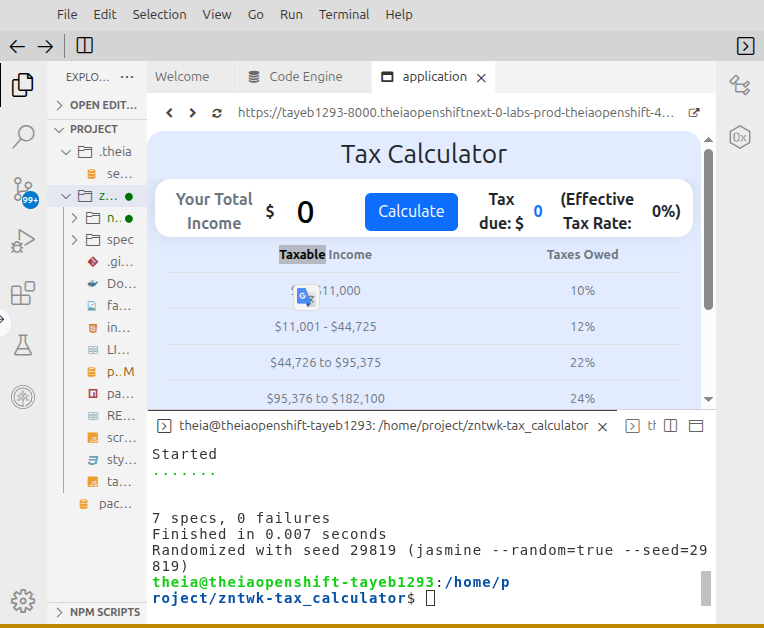 File Edit Selection View Go Run Terminal Help
EXPLO... ···
Welcome
Code Engine
application
OPEN EDIT...
https://tayeb1293-8000.theiaopenshiftnext-0-labs-prod-theiaopenshift-4...
PROJECT
.theia
se...
z...
n..
spec
.gi...
Do...
fa...
in...
LI...
p.. M
pa...
RE...
scr...
sty...
ta...
pac...
NPM SCRIPTS
99+
0x
Tax Calculator
Your Total Income $ 0 Calculate Tax due: $ 0 (Effective Tax Rate: 0%)
Taxable Income Taxes Owed
11,000 10%
$11,001 - $44,725 12%
$44,726 to $95,375 22%
$95,376 to $182,100 24%
theia@theiaopenshift-tayeb1293: /home/project/zntwk-tax_calculator
Started
.......
7 specs, 0 failures
Finished in 0.007 seconds
Randomized with seed 29819 (jasmine --random=true --seed=29
819)
theia@theiaopenshift-tayeb1293:/home/p
roject/zntwk-tax_calculator$